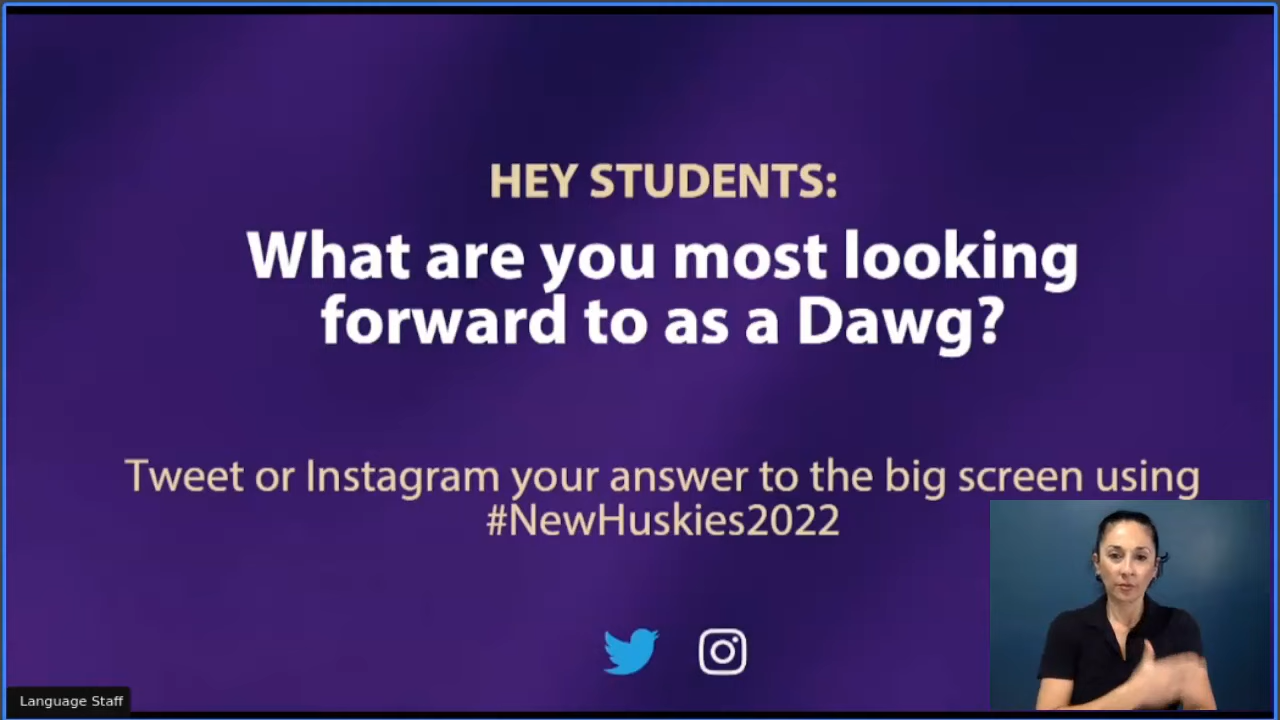 HEY STUDENTS:
What are you most looking
forward to as a Dawg?
Tweet or Instagram your answer to the big screen using
#NewHuskies2022
Language Staff